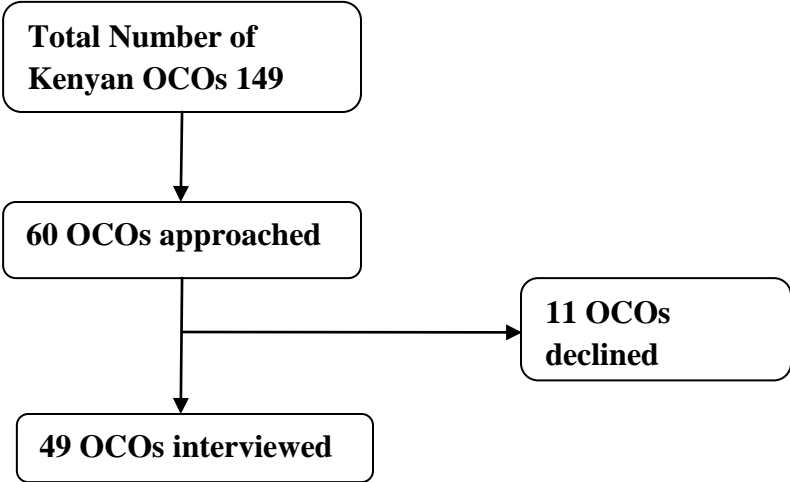 Total Number of
Kenyan OCOs 149
60 OCOs approached
11 OCOs
declined
49 OCOs interviewed